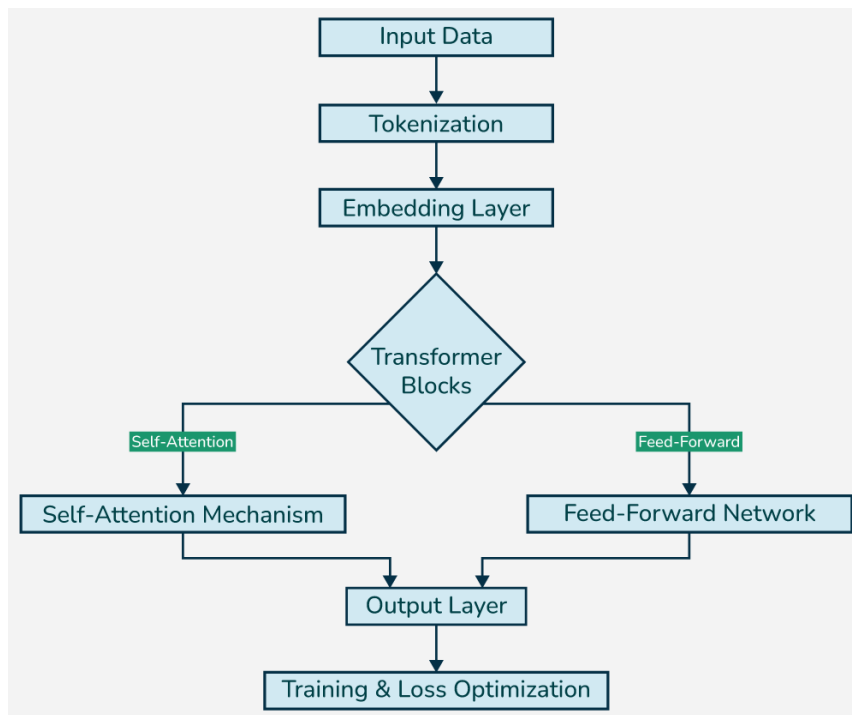 Input Data
Tokenization
Embedding Layer
Transformer
Blocks
Self-Attention
Feed-Forward
Self-Attention Mechanism
Feed-Forward Network
Output Layer
Training & Loss Optimization